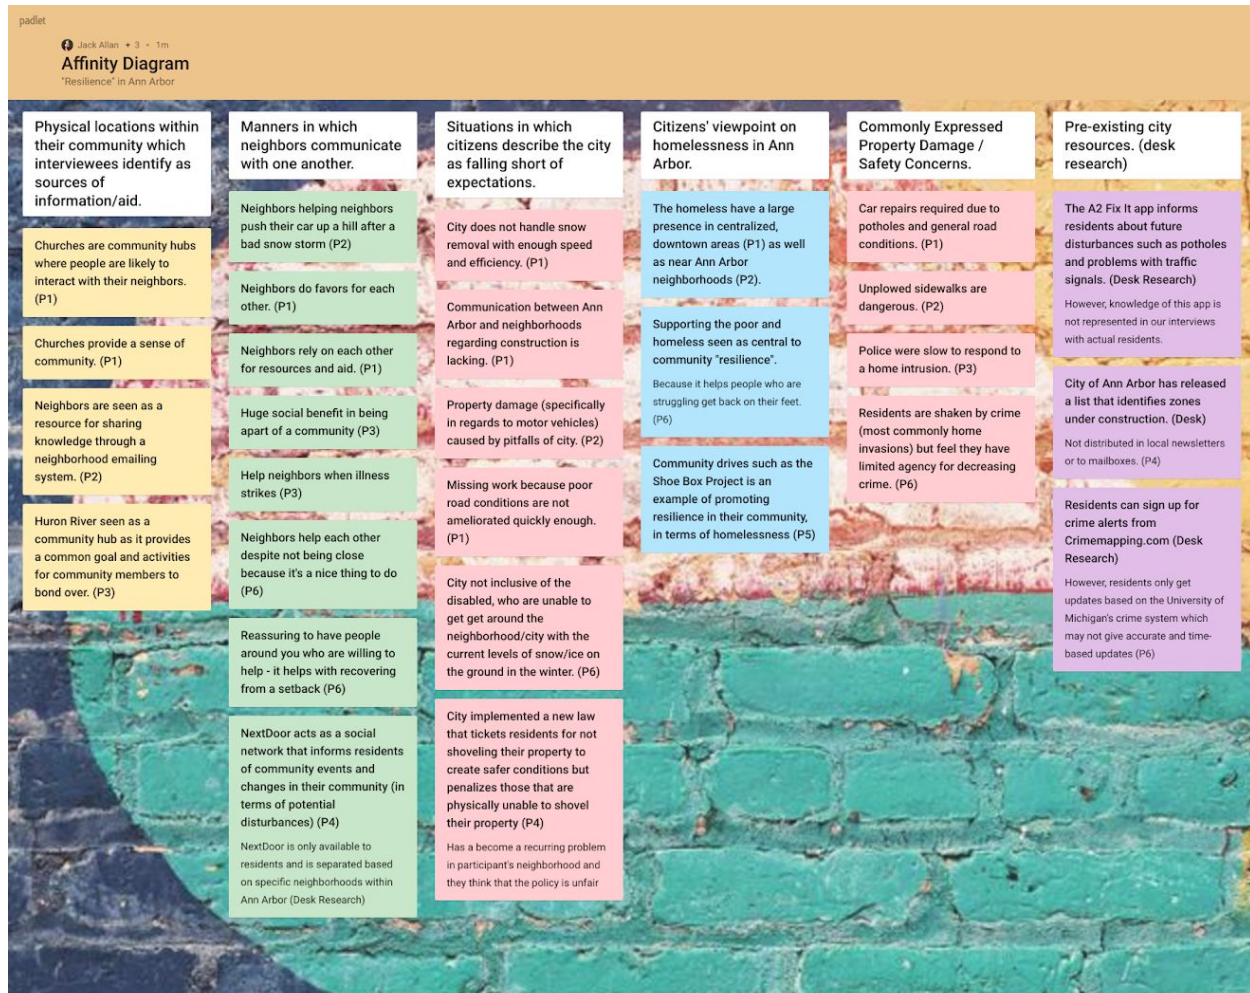 padlet
Jack Allan + 3 • 1m
Affinity Diagram
"Resilience" in Ann Arbor
Physical locations within
their community which
interviewees identify as
sources of
information/aid.
Churches are community hubs
where people are likely to
interact with their neighbors.
(P1)
Churches provide a sense of
community. (P1)
Neighbors are seen as a
resource for sharing
knowledge through a
neighborhood emailing
system. (P2)
Huron River seen as a
community hub as it provides
a common goal and activities
for community members to
bond over. (P3)
Manners in which
neighbors communicate
with one another.
Neighbors helping neighbors
push their car up a hill after a
bad snow storm (P2)
Neighbors do favors for each
other. (P1)
Neighbors rely on each other
for resources and aid. (P1)
Huge social benefit in being
apart of a community (P3)
Help neighbors when illness
strikes (P3)
Neighbors help each other
despite not being close
because it's a nice thing to do
(P6)
Reassuring to have people
around you who are willing to
help - it helps with recovering
from a setback (P6)
NextDoor acts as a social
network that informs residents
of community events and
changes in their community (in
terms of potential
disturbances) (P4)
NextDoor is only available to
residents and is separated based
on specific neighborhoods within
Ann Arbor (Desk Research)
Situations in which
citizens describe the city
as falling short of
expectations.
City does not handle snow
removal with enough speed
and efficiency. (P1)
Communication between Ann
Arbor and neighborhoods
regarding construction is
lacking. (P1)
Property damage (specifically
in regards to motor vehicles)
caused by pitfalls of city. (P2)
Missing work because poor
road conditions are not
ameliorated quickly enough.
(P1)
City not inclusive of the
disabled, who are unable to
get get around the
neighborhood/city with the
current levels of snow/ice on
the ground in the winter. (P6)
City implemented a new law
that tickets residents for not
shoveling their property to
create safer conditions but
penalizes those that are
physically unable to shovel
their property (P4)
Has a become a recurring problem
in participant's neighborhood and
they think that the policy is unfair
Citizens' viewpoint on
homelessness in Ann
Arbor.
The homeless have a large
presence in centralized,
downtown areas (P1) as well
as near Ann Arbor
neighborhoods (P2).
Supporting the poor and
homeless seen as central to
community "resilience".
Because it helps people who are
struggling get back on their feet.
(P6)
Community drives such as the
Shoe Box Project is an
example of promoting
resilience in their community,
in terms of homelessness (P5)
Commonly Expressed
Property Damage /
Safety Concerns.
Car repairs required due to
potholes and general road
conditions. (P1)
Unplowed sidewalks are
dangerous. (P2)
Police were slow to respond to
a home intrusion. (P3)
Residents are shaken by crime
(most commonly home
invasions) but feel they have
limited agency for decreasing
crime. (P6)
Pre-existing city
resources. (desk
research)
The A2 Fix It app informs
residents about future
disturbances such as potholes
and problems with traffic
signals. (Desk Research)
However, knowledge of this app is
not represented in our interviews
with actual residents.
City of Ann Arbor has released
a list that identifies zones
under construction. (Desk)
Not distributed in local newsletters
or to mailboxes. (P4)
Residents can sign up for
crime alerts from
Crimemapping.com (Desk
Research)
However, residents only get
updates based on the University of
Michigan's crime system which
may not give accurate and time-
based updates (P6)